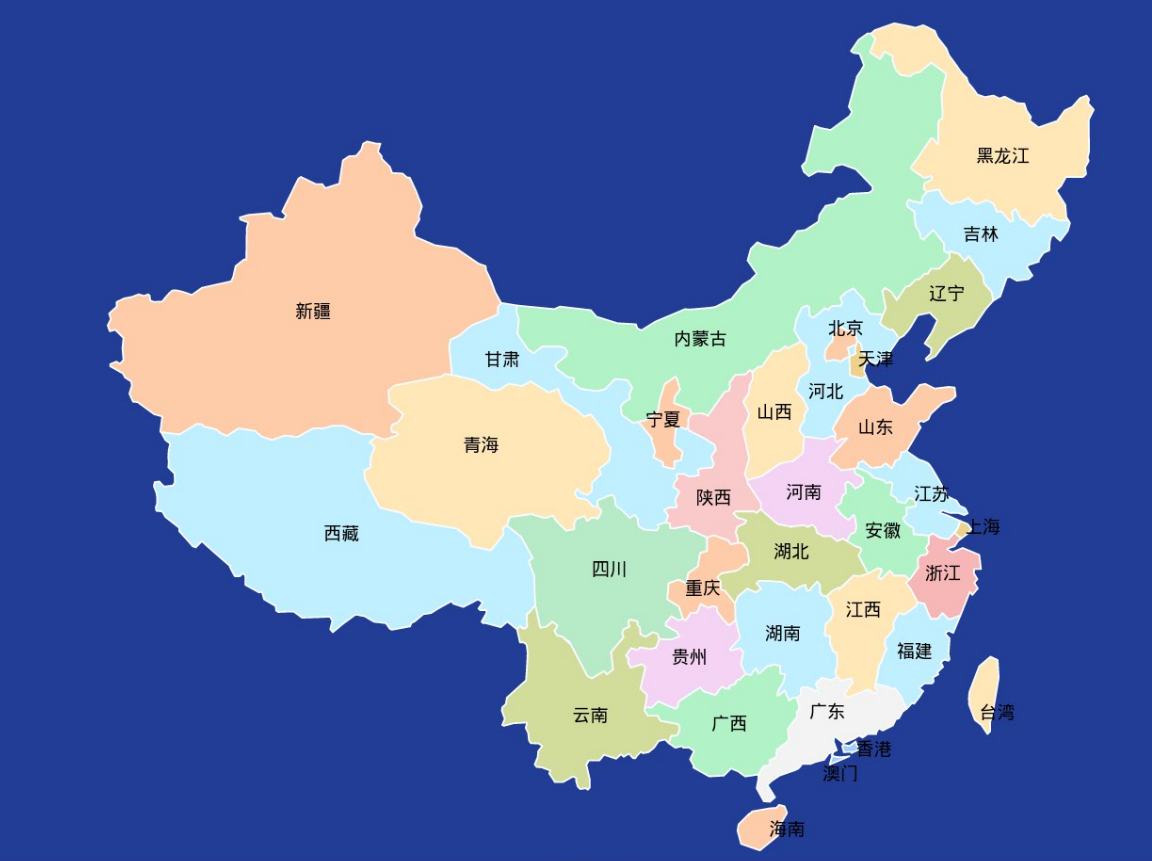 黑龙江
吉林
辽宁
新疆
北京
内蒙古
甘肃
天津
河北
山西
宁夏
山东
青海
河南
江苏
陕西
上海
安徽
西藏
湖北
四川
浙江
重庆
江西
湖南
福建
贵州
广东
台湾
云南
广西
香港
澳门
海南